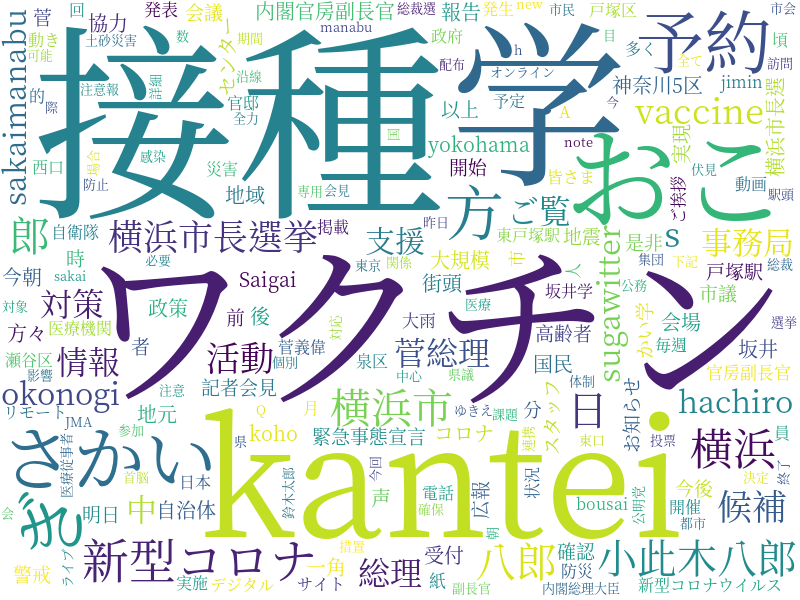 接種
学
予約
ワクチン
おこ
kantei
さかい
ぎ
新型コロナ
小此木八郎
横浜市
横浜
横浜市長選挙
sakaimanabu
vaccine
sugawitter
okonogi
hachiro
yokohama
Saigai
jimin
koho
bousai
manabu
sakai
new
note
JMA
Q
A
h
s
内閣官房副長官
報告
戸塚区
市民
市会
総裁選
発生
政府
会議
発表
協力
菅
回
動き
可能
土砂災害
数
期間
センター
注意報
詳細
沿線
配布
オンライン
目
全て
訪問
神奈川5区
多く
頃
的
際
官邸
全力
以上
予定
今
実現
横浜市長選
西口
場合
防止
感染
災害
地域
国
専用
会見
開始
皆さま
ご挨拶
伏見
駅頭
動画
方
ご覧
郎
自衛隊
時
掲載
昨日
支援
東戸塚駅
地震
是非
集団
下記
総裁
事務局
今朝
必要
東京
関係
大規模
市
人
戸塚駅
公務
対策
政策
前
後
大雨
坂井学
医療
市議
選挙
対象
方々
医療機関
者
菅義偉
街頭
高齢者
かい学
会場
毎週
坂井
瀬谷区
影響
情報
活動
個別
泉区
対応
菅総理
国民
官房副長官
注意
記者会見
中心
県議
スタッフ
体制
お知らせ
リモート
地元
月
ゆきえ
課題
分
日
参加
緊急事態宣言
コロナ
連携
東口
投票
員
医療従事者
首脳
県
日本
鈴木太郎
今回
声
電話
確保
広報
状況
公明党
開催
決定
今後
終了
候補
会
明日
中
自治体
八郎
朝
確認
都市
警戒
ライブ
実施
デジタル
一角
サイト
措置
総理
受付
紙
副長官
防災
内閣総理大臣
新型コロナウイルス